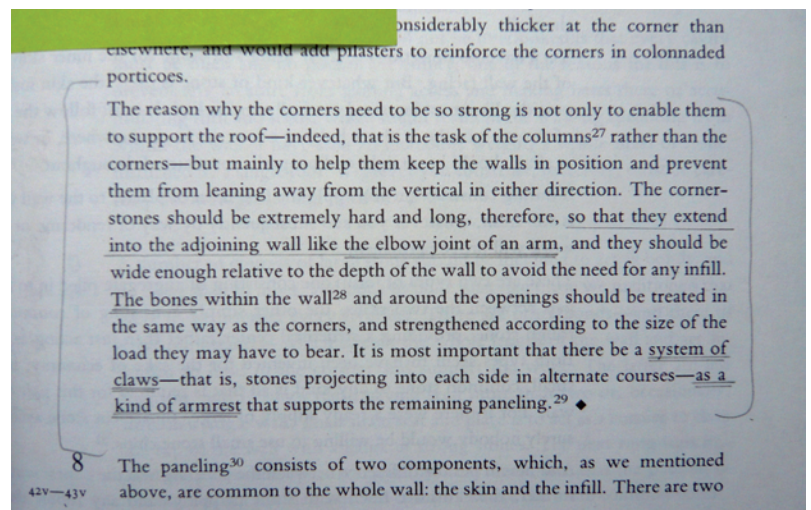 considerably thicker at the corner than
elsewhere, and would add pilasters to reinforce the corners in colonnaded
porticoes.
The reason why the corners need to be so strong is not only to enable them
to support the roof—indeed, that is the task of the columns²⁷ rather than the
corners—but mainly to help them keep the walls in position and prevent
them from leaning away from the vertical in either direction. The corner-
stones should be extremely hard and long, therefore, so that they extend
into the adjoining wall like the elbow joint of an arm, and they should be
wide enough relative to the depth of the wall to avoid the need for any infill.
The bones within the wall²⁸ and around the openings should be treated in
the same way as the corners, and strengthened according to the size of the
load they may have to bear. It is most important that there be a system of
claws—that is, stones projecting into each side in alternate courses—as a
kind of armrest that supports the remaining paneling.²⁹ ◆
8 The paneling³⁰ consists of two components, which, as we mentioned
42v—43v above, are common to the whole wall: the skin and the infill. There are two